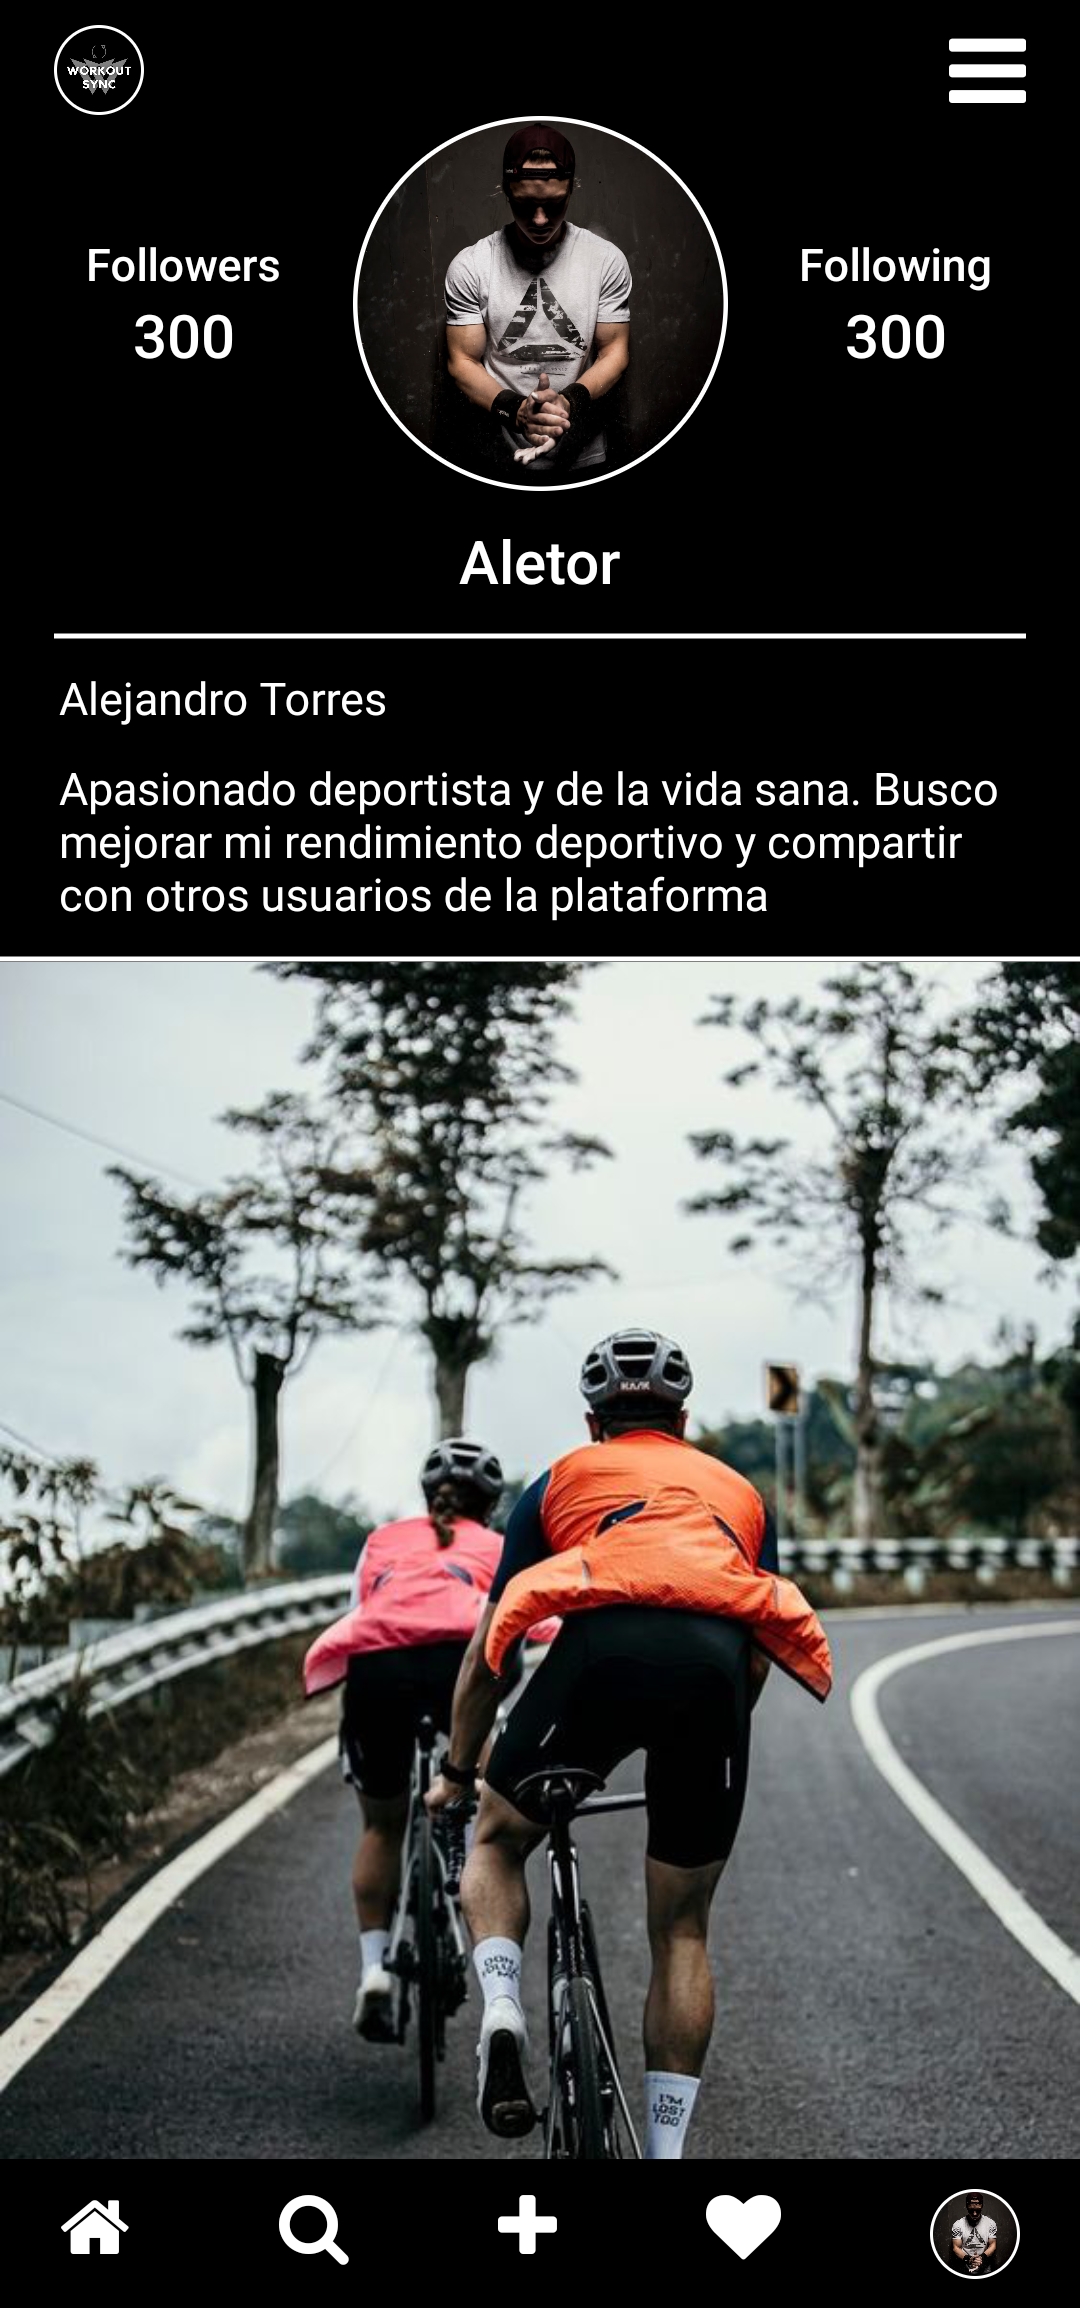 WORKOUT
SYNC
Followers
300
Following
300
Aletor
Alejandro Torres
Apasionado deportista y de la vida sana. Busco
mejorar mi rendimiento deportivo y compartir
con otros usuarios de la plataforma
KASK
I'M
LOST
TOO